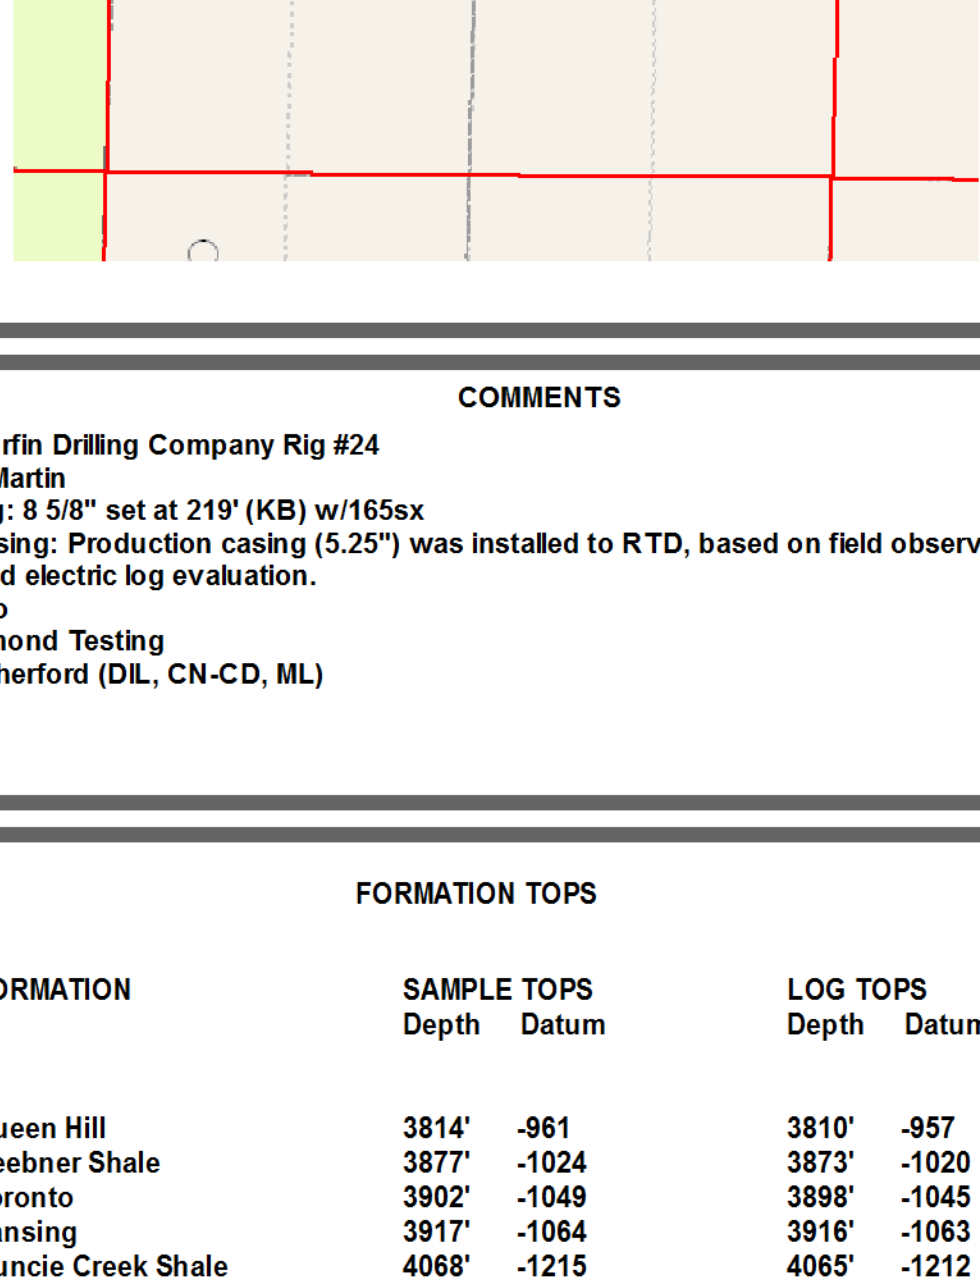 COMMENTS
rfin Drilling Company Rig #24
Martin
g: 8 5/8" set at 219' (KB) w/165sx
sing: Production casing (5.25") was installed to RTD, based on field observ
d electric log evaluation.
o
mond Testing
herford (DIL, CN-CD, ML)
FORMATION TOPS
ORMATION SAMPLE TOPS LOG TOPS
Depth Datum Depth Datum
ueen Hill 3814' -961 3810' -957
eebner Shale 3877' -1024 3873' -1020
oronto 3902' -1049 3898' -1045
ansing 3917' -1064 3916' -1063
uncie Creek Shale 4068' -1215 4065' -1212